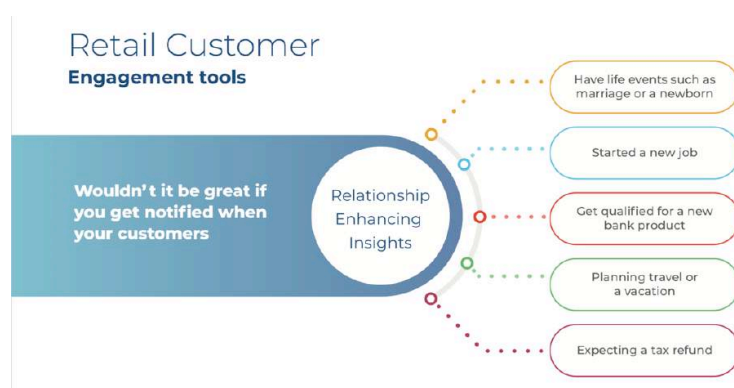 Retail Customer
Engagement tools
Wouldn't it be great if
you get notified when
your customers
Relationship
Enhancing
Insights
Have life events such as
marriage or a newborn
Started a new job
Get qualified for a new
bank product
Planning travel or
a vacation
Expecting a tax refund